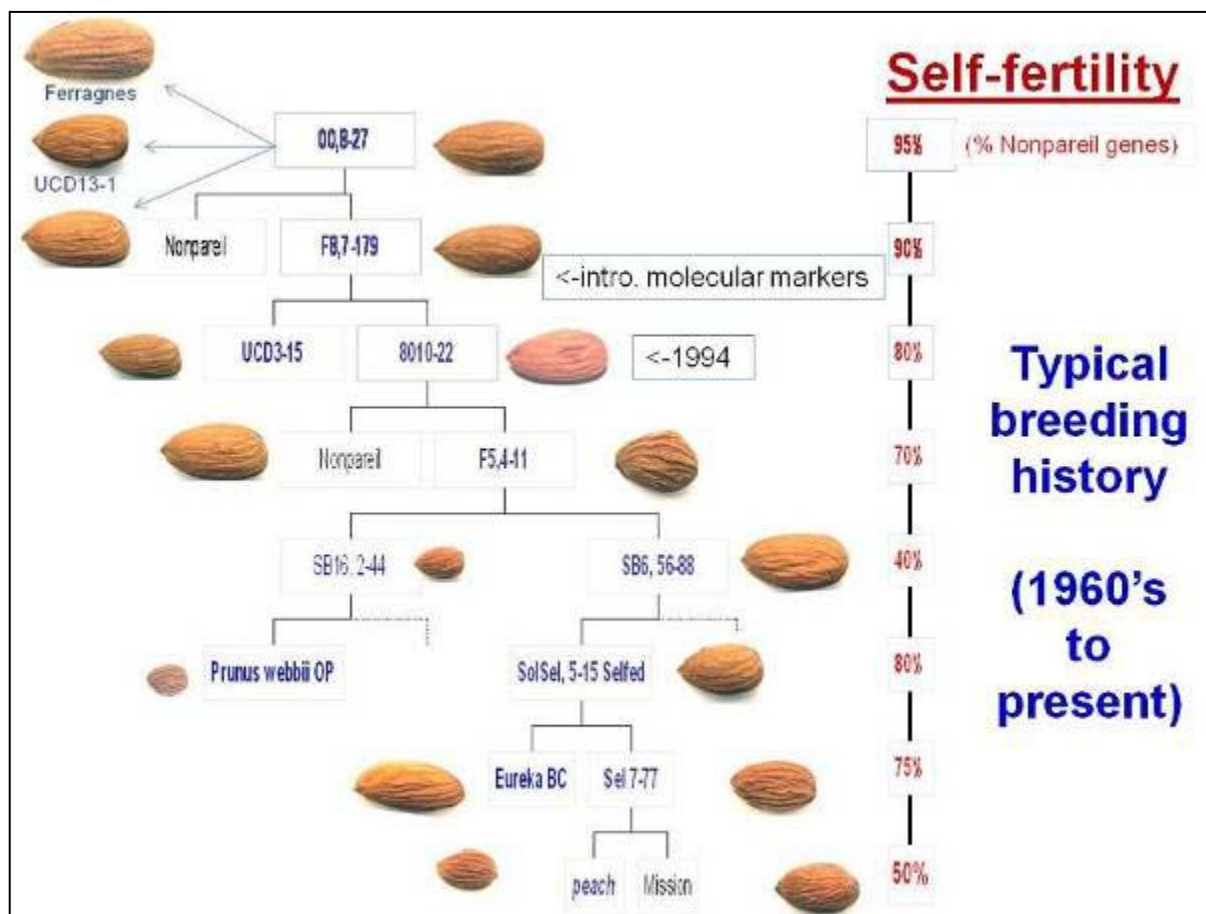 Self-fertility
Ferragnes
00,8-27
95%
(% Nonpareil genes)
UCD13-1
Nonpareil
F8,7-179
90%
<-intro. molecular markers
UCD3-15
8010-22
<-1994
80%
Typical
breeding
history
(1960's
to
present)
Nonpareil
F5,4-11
70%
SB16, 2-44
SB6, 56-88
40%
Prunus webbii OP
SolSel, 5-15 Selfed
80%
Eureka BC
Sel 7-77
75%
peach
Mission
50%